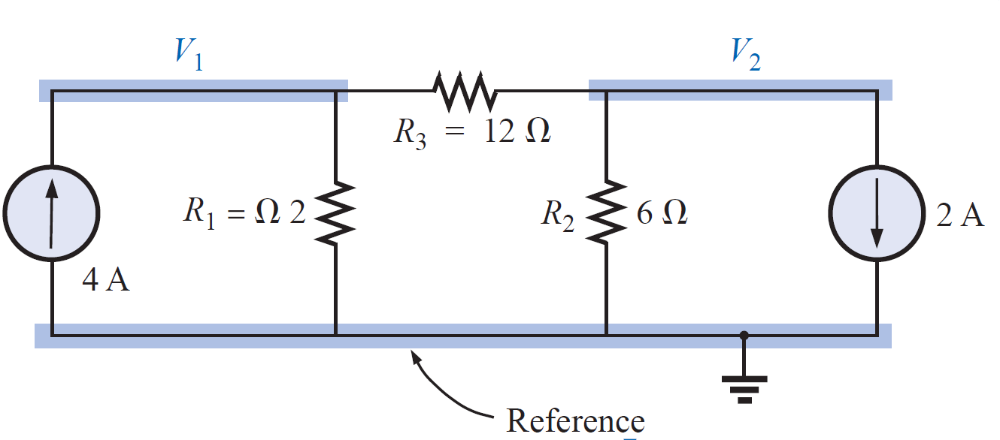 V1
V2
R3 = 12 Ω
R1 = Ω 2
R2
6 Ω
2 A
4 A
Reference